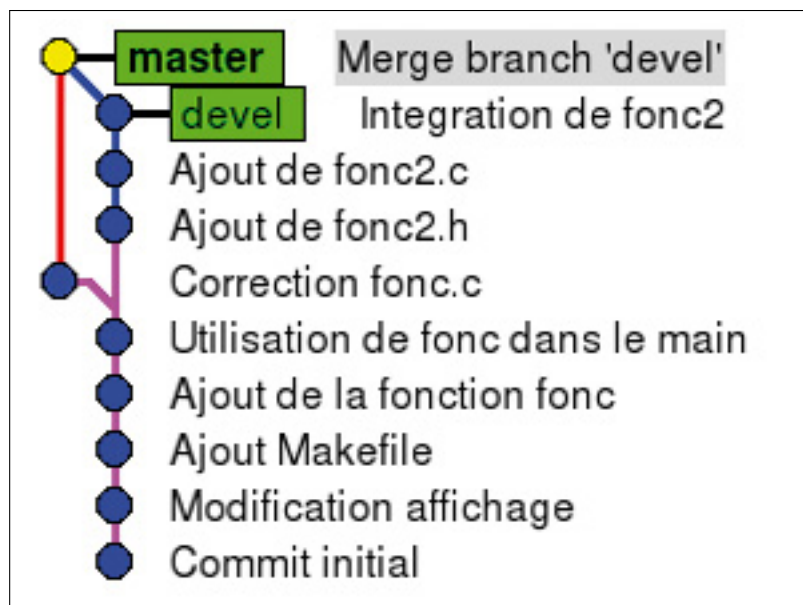 master Merge branch 'devel'
devel Integration de fonc2
Ajout de fonc2.c
Ajout de fonc2.h
Correction fonc.c
Utilisation de fonc dans le main
Ajout de la fonction fonc
Ajout Makefile
Modification affichage
Commit initial